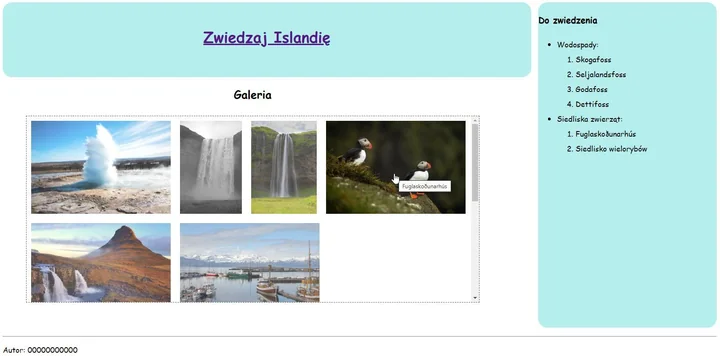 Zwiedzaj Islandię
Galeria
Fuglaskoðunarhús
Do zwiedzenia
Wodospady:
1. Skogafoss
2. Seljalandsfoss
3. Godafoss
4. Dettifoss
Siedliska zwierząt:
1. Fuglaskoðunarhús
2. Siedlisko wielorybów
Autor: 00000000000